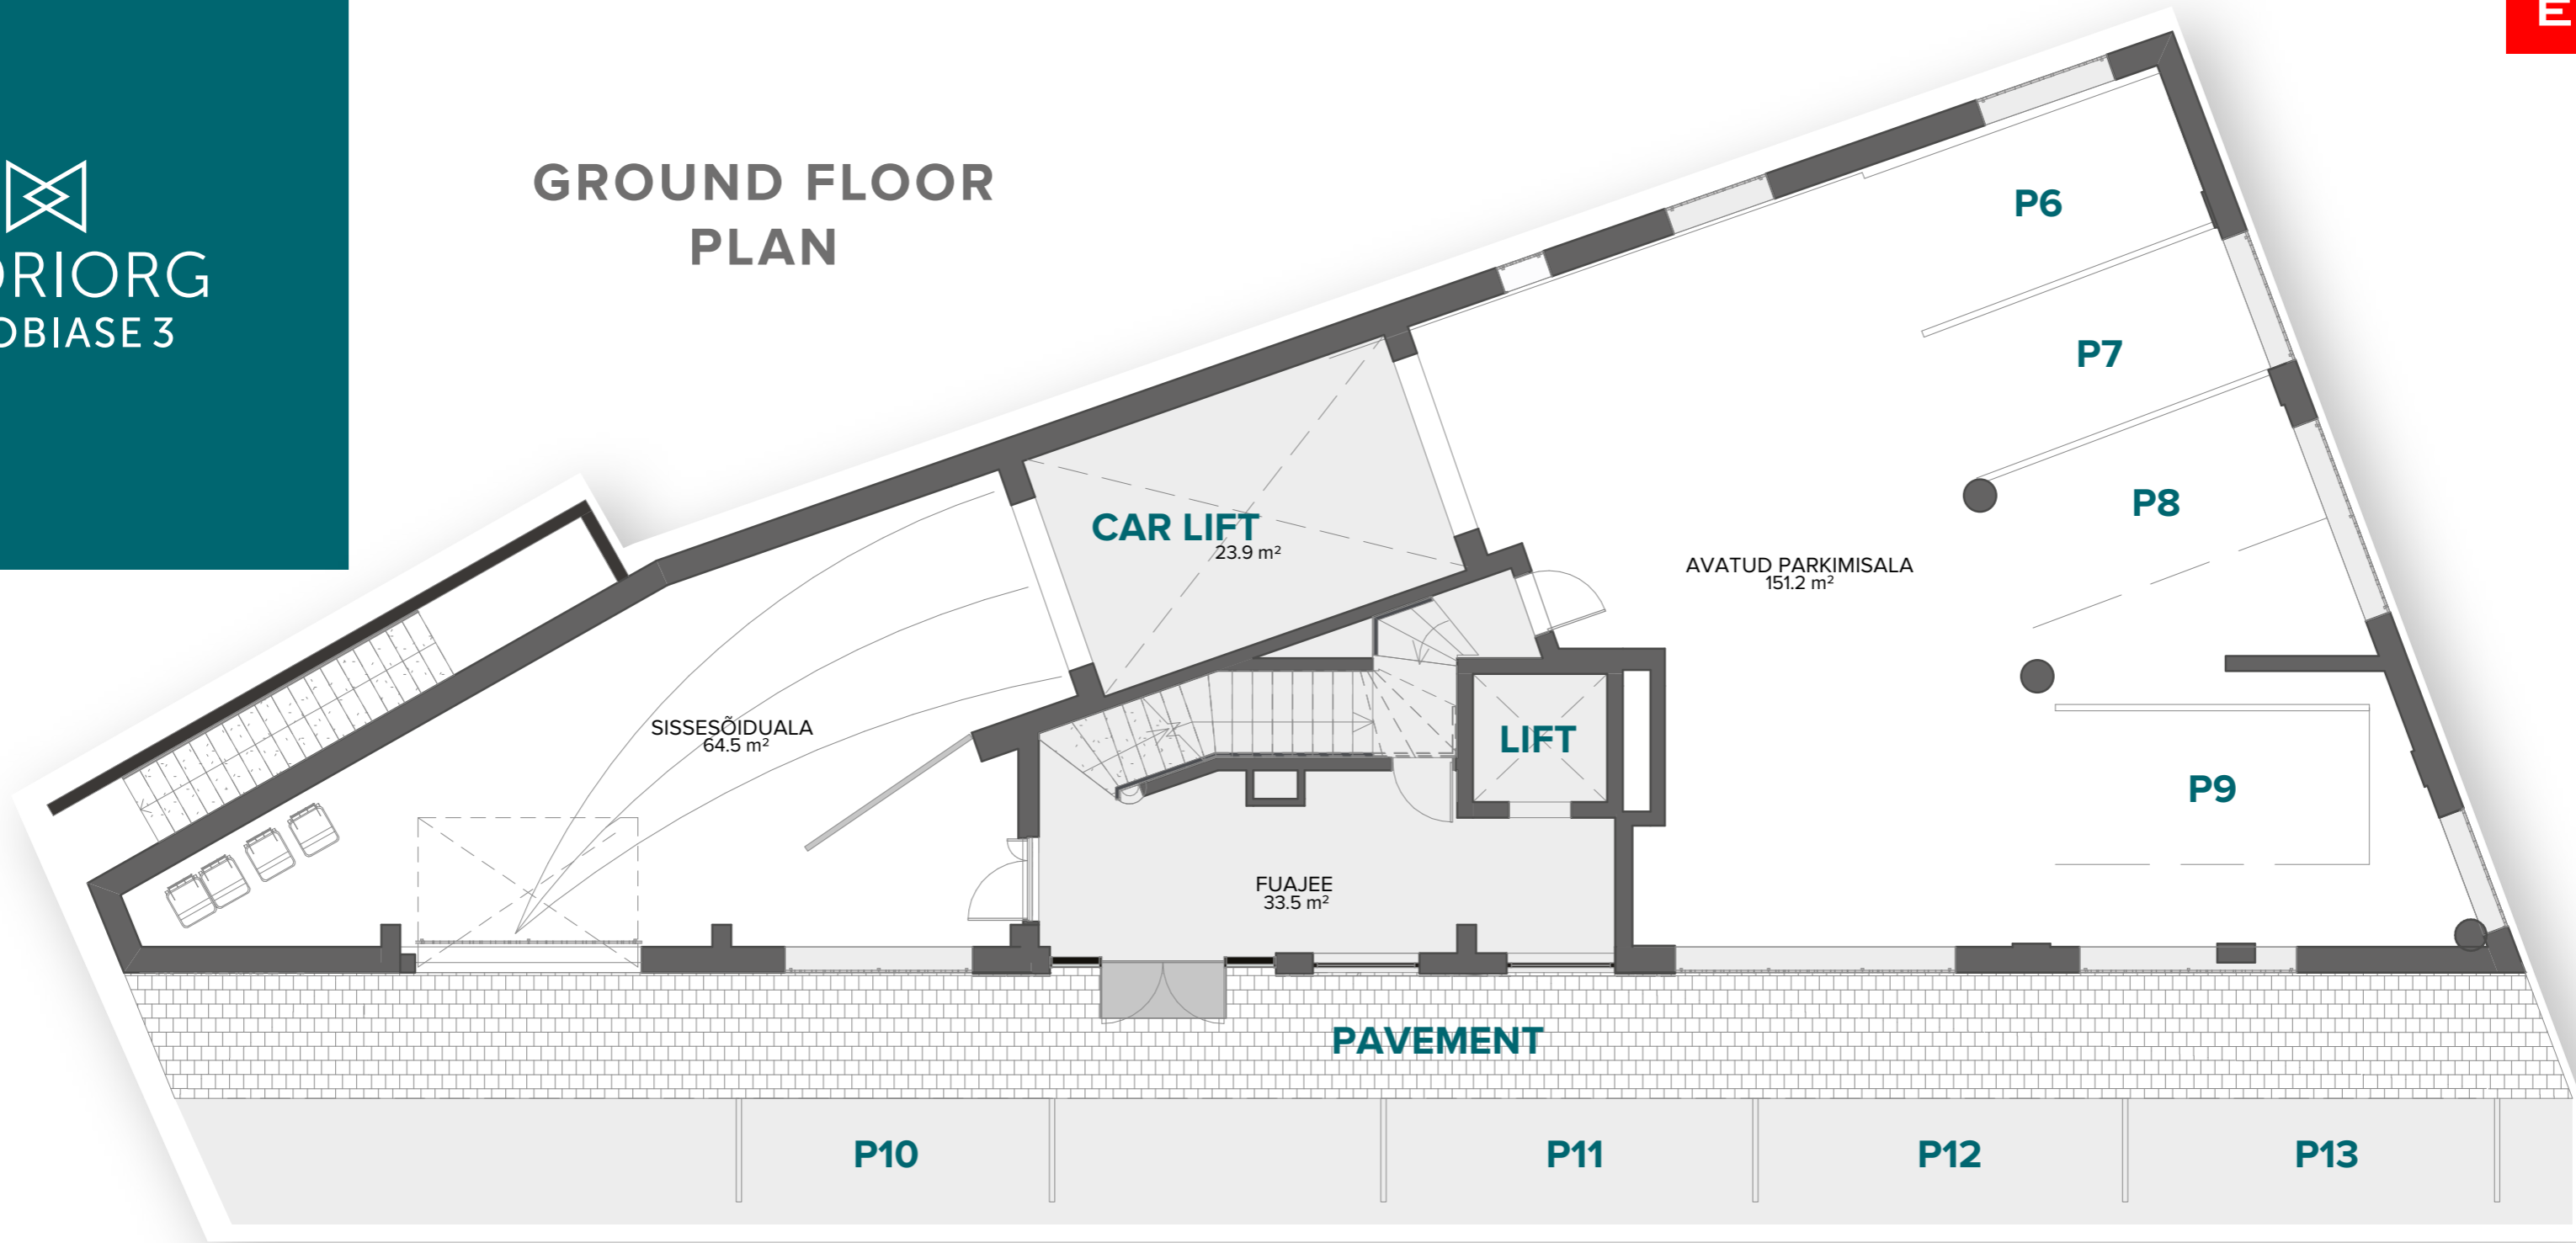 GROUND FLOOR
PLAN
ORIORG
OBIASE 3
E
P6
P7
P8
P9
CAR LIFT
23.9 m²
AVATUD PARKIMISALA
151.2 m²
SISSESÕIDUALA
64.5 m²
LIFT
FUAJEE
33.5 m²
PAVEMENT
P10
P11
P12
P13